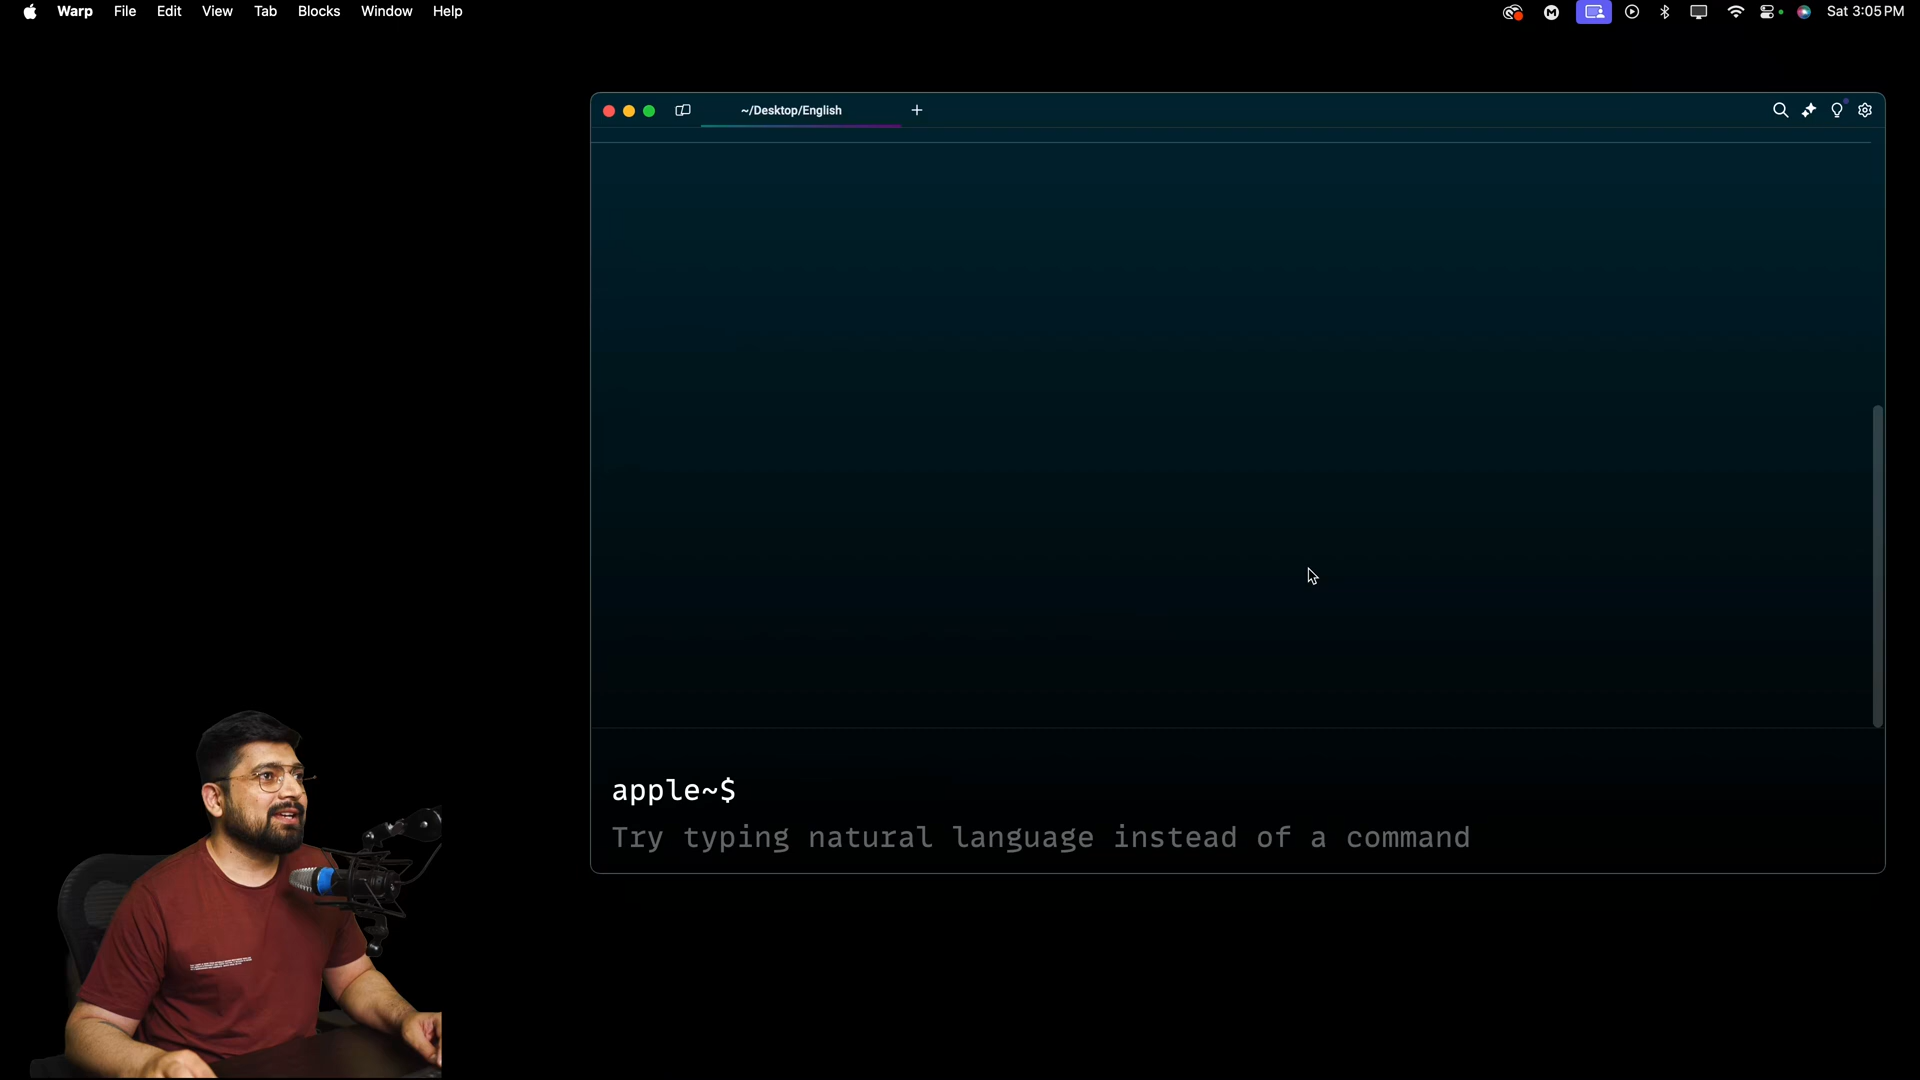 Warp File Edit View Tab Blocks Window Help
Sat 3:05 PM
~/Desktop/English
apple~$
Try typing natural language instead of a command